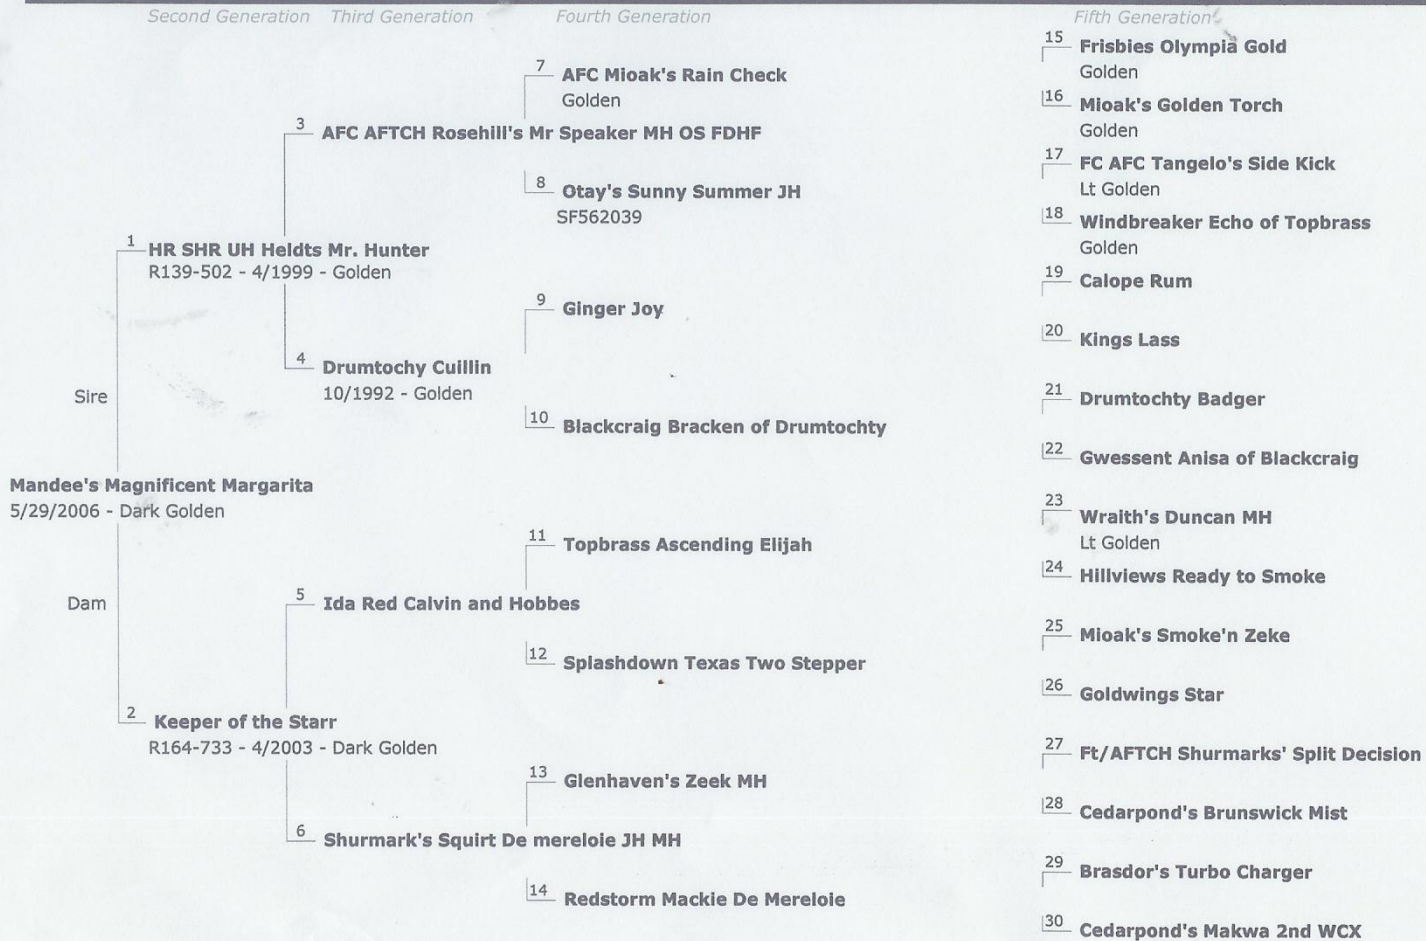 Second Generation Third Generation Fourth Generation Fifth Generation
15 Frisbies Olympia Gold
Golden
7 AFC Mioak's Rain Check
Golden
16 Mioak's Golden Torch
Golden
3 AFC AFTCH Rosehill's Mr Speaker MH OS FDHF
17 FC AFC Tangelo's Side Kick
Lt Golden
8 Otay's Sunny Summer JH
SF562039
18 Windbreaker Echo of Topbrass
Golden
1 HR SHR UH Heldts Mr. Hunter
R139-502 - 4/1999 - Golden
19 Calope Rum
9 Ginger Joy
20 Kings Lass
4 Drumtochy Cuillin
10/1992 - Golden
21 Drumtochty Badger
Sire
10 Blackcraig Bracken of Drumtochty
22 Gwessent Anisa of Blackcraig
Mandee's Magnificent Margarita
5/29/2006 - Dark Golden
23 Wraith's Duncan MH
Lt Golden
11 Topbrass Ascending Elijah
24 Hillviews Ready to Smoke
Dam
5 Ida Red Calvin and Hobbes
25 Mioak's Smoke'n Zeke
12 Splashdown Texas Two Stepper
26 Goldwings Star
2 Keeper of the Starr
R164-733 - 4/2003 - Dark Golden
27 Ft/AFTCH Shurmarks' Split Decision
13 Glenhaven's Zeek MH
28 Cedarpond's Brunswick Mist
6 Shurmark's Squirt De mereloie JH MH
29 Brasdor's Turbo Charger
14 Redstorm Mackie De Mereloie
30 Cedarpond's Makwa 2nd WCX